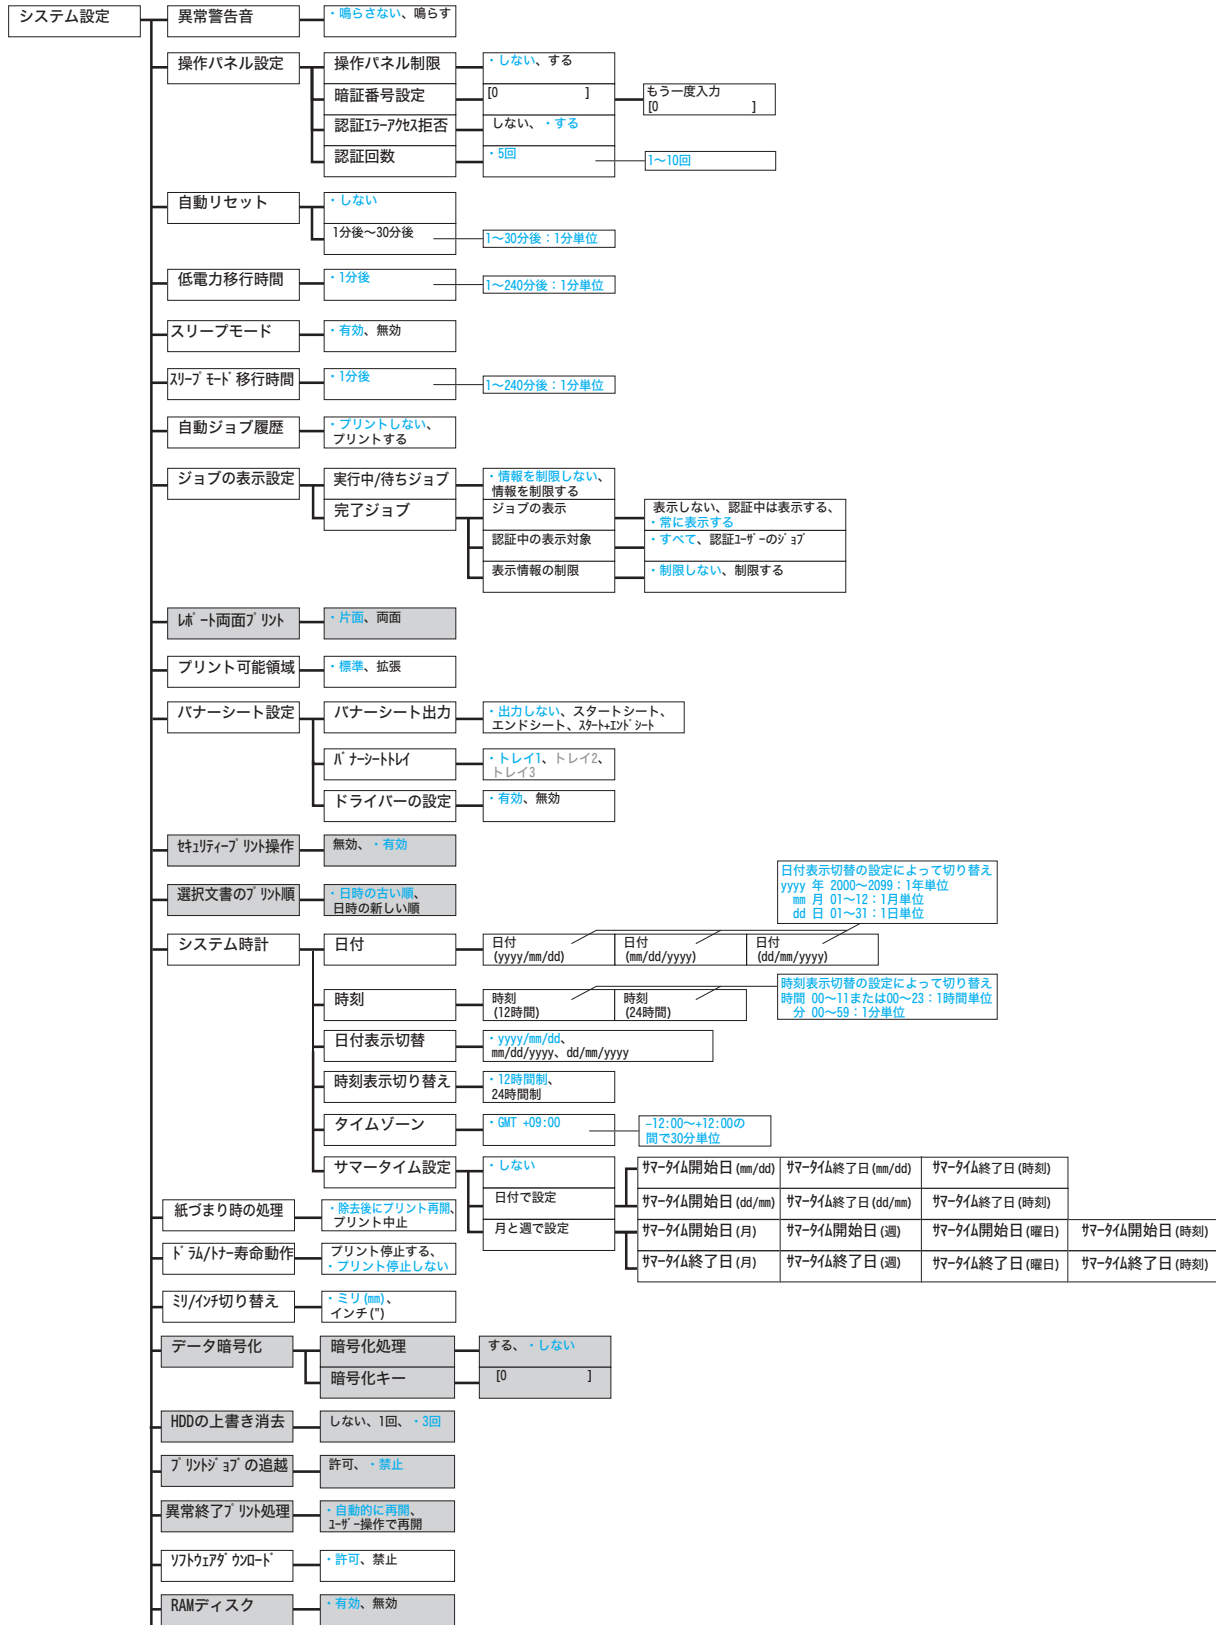 システム設定
異常警告音
・鳴らさない、鳴らす
操作パネル設定
操作パネル制限
・しない、する
暗証番号設定
[0 ]
もう一度入力
[0 ]
認証ｴﾗｰｱｸｾｽ拒否
しない、・する
認証回数
・5回
1～10回
自動リセット
・しない
1分後～30分後
1～30分後：1分単位
低電力移行時間
・1分後
1～240分後：1分単位
スリープモード
・有効、無効
ｽﾘｰﾌﾟﾓｰﾄﾞ移行時間
・1分後
1～240分後：1分単位
自動ジョブ履歴
・プリントしない、
プリントする
ジョブの表示設定
実行中/待ちジョブ
・情報を制限しない、
情報を制限する
完了ジョブ
ジョブの表示
表示しない、認証中は表示する、
・常に表示する
認証中の表示対象
・すべて、認証ﾕｰｻﾞｰのｼﾞｮﾌﾞ
表示情報の制限
・制限しない、制限する
ﾚﾎﾟｰﾄ両面ﾌﾟﾘﾝﾄ
・片面、両面
プリント可能領域
・標準、拡張
バナーシート設定
バナーシート出力
・出力しない、スタートシート、
エンドシート、ｽﾀｰﾄ+ｴﾝﾄﾞｼｰﾄ
ﾊﾞﾅｰｼｰﾄﾄﾚｲ
・トレイ1、トレイ2、
トレイ3
ドライバーの設定
・有効、無効
ｾｷｭﾘﾃｨｰﾌﾟﾘﾝﾄ操作
無効、・有効
選択文書のﾌﾟﾘﾝﾄ順
・日時の古い順、
日時の新しい順
日付表示切替の設定によって切り替え
yyyy 年 2000～2099：1年単位
mm 月 01～12：1月単位
dd 日 01～31：1日単位
システム時計
日付
日付
(yyyy/mm/dd)
日付
(mm/dd/yyyy)
日付
(dd/mm/yyyy)
時刻
時刻
(12時間)
時刻
(24時間)
時刻表示切替の設定によって切り替え
時間 00～11または00～23：1時間単位
分 00～59：1分単位
日付表示切替
・yyyy/mm/dd、
mm/dd/yyyy、dd/mm/yyyy
時刻表示切り替え
・12時間制、
24時間制
タイムゾーン
・GMT +09:00
-12:00～+12:00の
間で30分単位
サマータイム設定
・しない
日付で設定
月と週で設定
ｻﾏｰﾀｲﾑ開始日(mm/dd)
ｻﾏｰﾀｲﾑ終了日(mm/dd)
ｻﾏｰﾀｲﾑ終了日(時刻)
ｻﾏｰﾀｲﾑ開始日(dd/mm)
ｻﾏｰﾀｲﾑ終了日(dd/mm)
ｻﾏｰﾀｲﾑ終了日(時刻)
ｻﾏｰﾀｲﾑ開始日(月)
ｻﾏｰﾀｲﾑ開始日(週)
ｻﾏｰﾀｲﾑ開始日(曜日)
ｻﾏｰﾀｲﾑ開始日(時刻)
ｻﾏｰﾀｲﾑ終了日(月)
ｻﾏｰﾀｲﾑ終了日(週)
ｻﾏｰﾀｲﾑ終了日(曜日)
ｻﾏｰﾀｲﾑ終了日(時刻)
紙づまり時の処理
・除去後にプリント再開、
プリント中止
ﾄﾞﾗﾑ/ﾄﾅｰ寿命動作
プリント停止する、
・プリント停止しない
ﾐﾘ/ｲﾝﾁ切り替え
・ミリ(mm)、
インチ(")
データ暗号化
暗号化処理
する、・しない
暗号化キー
[0 ]
HDDの上書き消去
しない、1回、・3回
ﾌﾟﾘﾝﾄｼﾞｮﾌﾞの追越
許可、・禁止
異常終了ﾌﾟﾘﾝﾄ処理
・自動的に再開、
ﾕｰｻﾞｰ操作で再開
ｿﾌﾄｳｪｱﾀﾞｳﾝﾛｰﾄﾞ
・許可、禁止
RAMディスク
・有効、無効